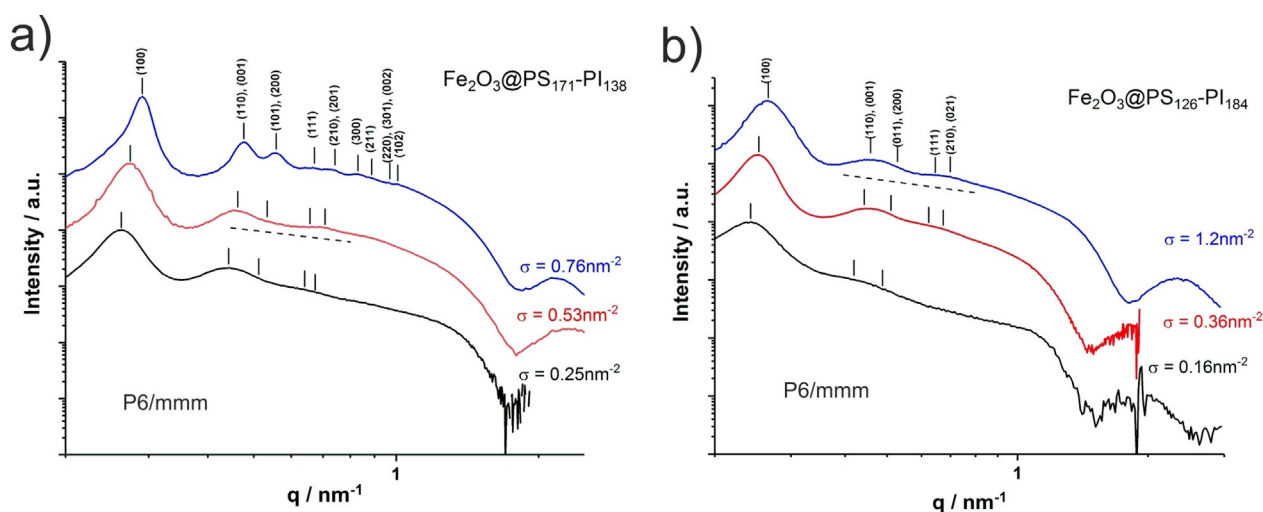 a)
Fe₂O₃@PS₁₇₁-PI₁₃₈
(100)
(110), (001)
(101), (200)
(111)
(210), (201)
(300)
(211)
(220), (301), (002)
(102)
σ = 0.76nm⁻²
σ = 0.53nm⁻²
σ = 0.25nm⁻²
P6/mmm
Intensity / a.u.
1
q / nm⁻¹
b)
Fe₂O₃@PS₁₂₆-PI₁₈₄
(100)
(110), (001)
(011), (200)
(111)
(210), (021)
σ = 1.2nm⁻²
σ = 0.36nm⁻²
σ = 0.16nm⁻²
P6/mmm
Intensity / a.u.
1
q / nm⁻¹